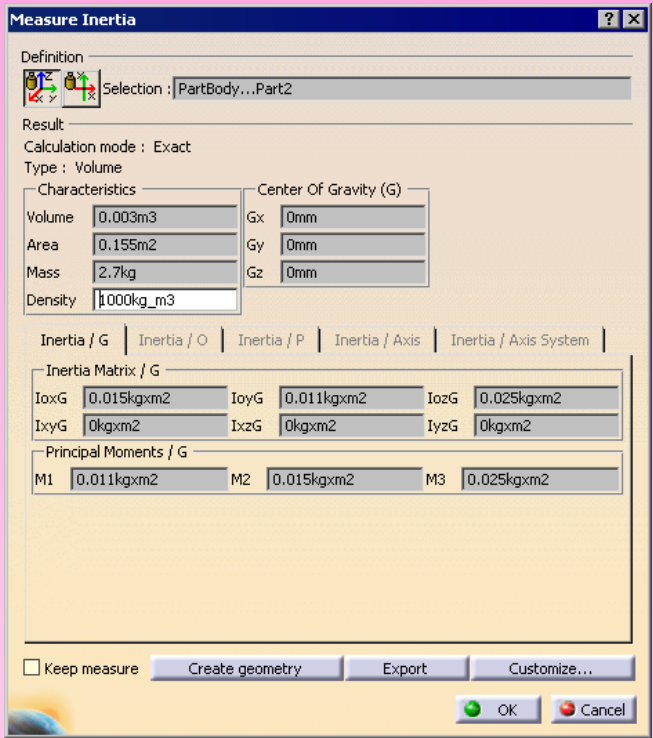 Measure Inertia
Definition
Selection : PartBody...Part2
Result
Calculation mode : Exact
Type : Volume
Characteristics
Volume 0.003m3
Area 0.155m2
Mass 2.7kg
Density 1000kg_m3
Center Of Gravity (G)
Gx 0mm
Gy 0mm
Gz 0mm
Inertia / G Inertia / O Inertia / P Inertia / Axis Inertia / Axis System
Inertia Matrix / G
IoxG 0.015kgxm2 IoyG 0.011kgxm2 IozG 0.025kgxm2
IxyG 0kgxm2 IxzG 0kgxm2 IyzG 0kgxm2
Principal Moments / G
M1 0.011kgxm2 M2 0.015kgxm2 M3 0.025kgxm2
Keep measure Create geometry Export Customize...
OK Cancel